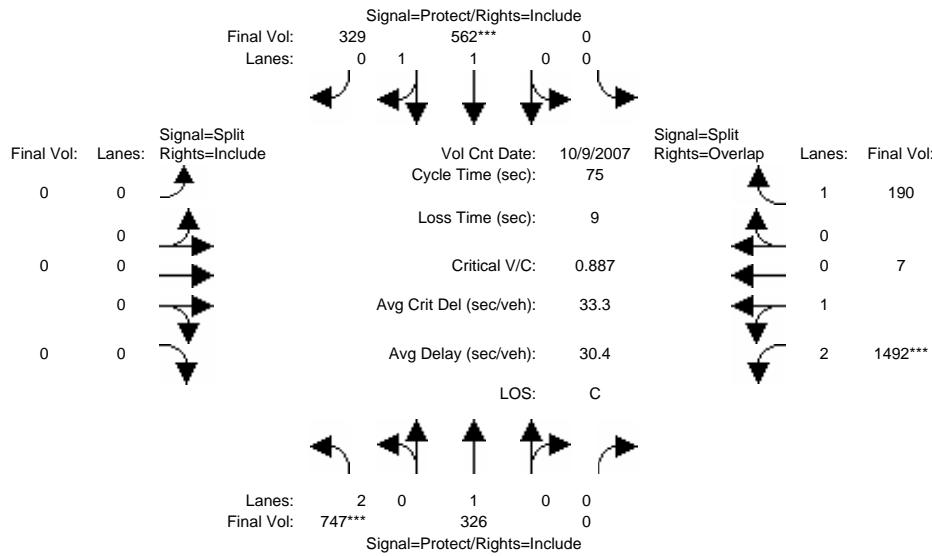 Signal=Protect/Rights=Include
Final Vol: 329 562*** 0
Lanes: 0 1 1 0 0
Signal=Split Signal=Split
Final Vol: Lanes: Rights=Include Vol Cnt Date: 10/9/2007 Rights=Overlap Lanes: Final Vol:
Cycle Time (sec): 75
0 0 1 190
Loss Time (sec): 9
0 0
0 0 Critical V/C: 0.887 0 7
0 Avg Crit Del (sec/veh): 33.3 1
0 0 Avg Delay (sec/veh): 30.4 2 1492***
LOS: C
Lanes: 2 0 1 0 0
Final Vol: 747*** 326 0
Signal=Protect/Rights=Include